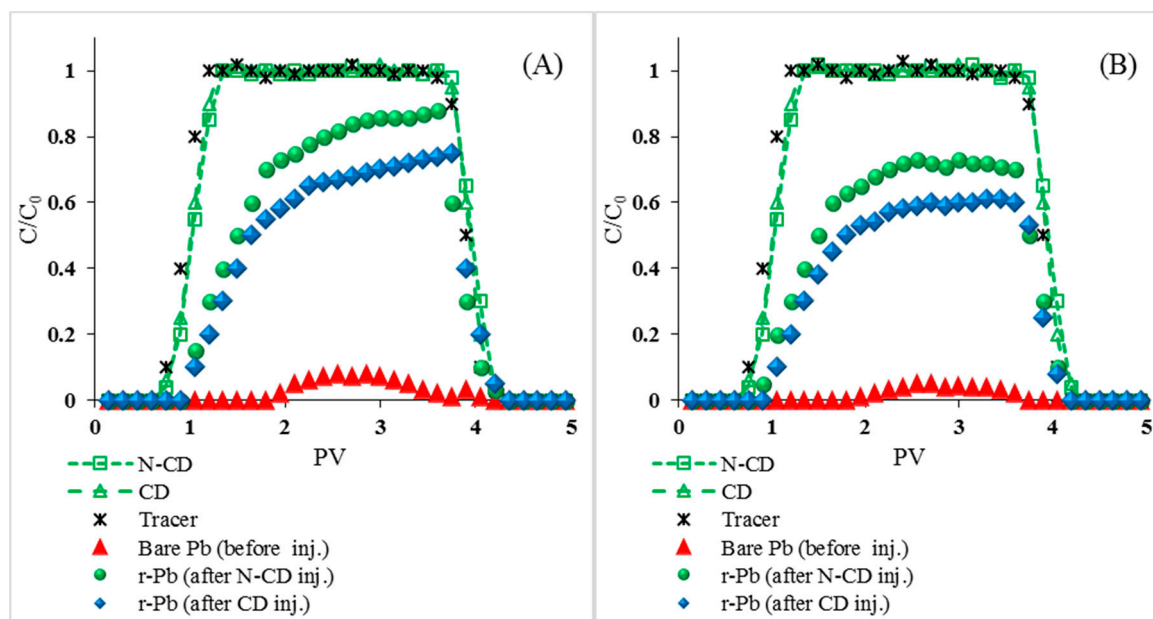 (A)
C/C0
1
0.8
0.6
0.4
0.2
0
0 1 2 3 4 5
PV
N-CD
CD
Tracer
Bare Pb (before inj.)
r-Pb (after N-CD inj.)
r-Pb (after CD inj.)
(B)
C/C0
1
0.8
0.6
0.4
0.2
0
0 1 2 3 4 5
PV
N-CD
CD
Tracer
Bare Pb (before inj.)
r-Pb (after N-CD inj.)
r-Pb (after CD inj.)